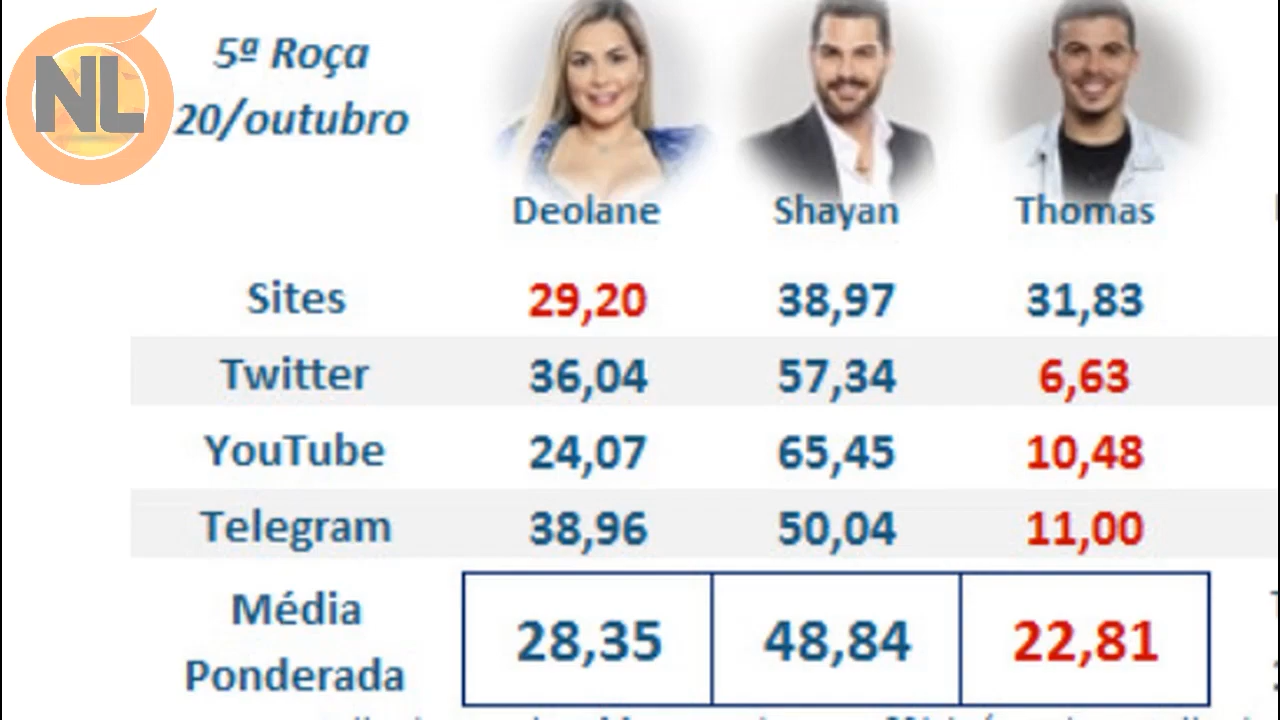 NL
5ª Roça
20/outubro
Deolane Shayan Thomas
Sites 29,20 38,97 31,83
Twitter 36,04 57,34 6,63
YouTube 24,07 65,45 10,48
Telegram 38,96 50,04 11,00
Média
Ponderada 28,35 48,84 22,81